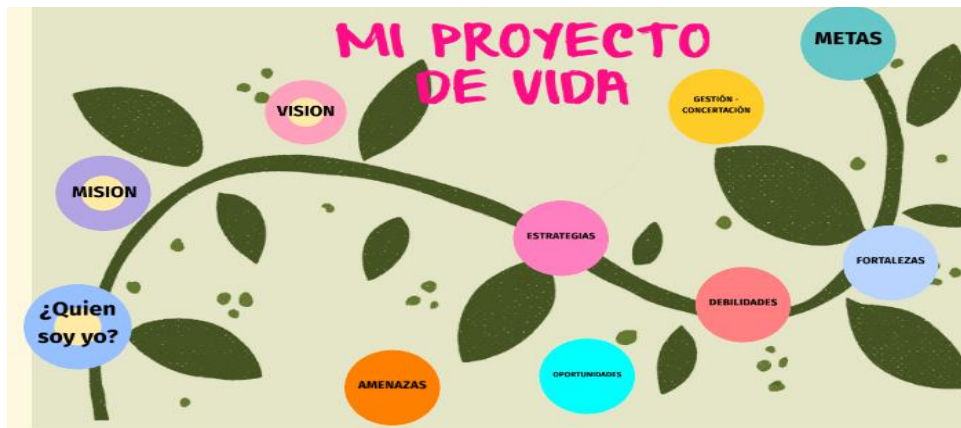 MI PROYECTO
DE VIDA
METAS
GESTIÓN -
CONCERTACIÓN
VISION
MISION
ESTRATEGIAS
FORTALEZAS
DEBILIDADES
¿Quien
soy yo?
AMENAZAS
OPORTUNIDADES